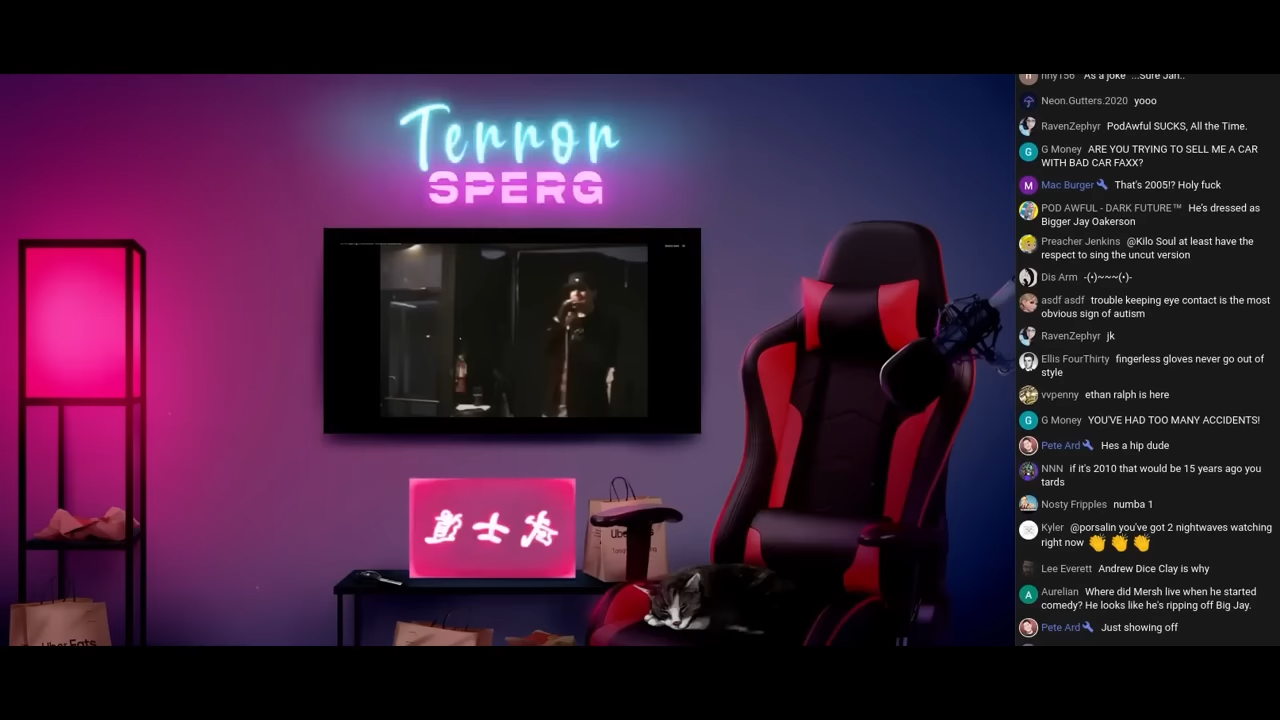 Terror
SPERG
nny156 As a joke ...Sure Jan..
Neon.Gutters.2020 yooo
RavenZephyr PodAwful SUCKS, All the Time.
G Money ARE YOU TRYING TO SELL ME A CAR
WITH BAD CAR FAXX?
Mac Burger That's 2005!? Holy fuck
POD AWFUL - DARK FUTURE™ He's dressed as
Bigger Jay Oakerson
Preacher Jenkins @Kilo Soul at least have the
respect to sing the uncut version
Dis Arm -(•)~~~(•)-
asdf asdf trouble keeping eye contact is the most
obvious sign of autism
RavenZephyr jk
Ellis FourThirty fingerless gloves never go out of
style
vvpenny ethan ralph is here
G Money YOU'VE HAD TOO MANY ACCIDENTS!
Pete Ard Hes a hip dude
NNN if it's 2010 that would be 15 years ago you
tards
Nosty Fripples numba 1
Kyler @porsalin you've got 2 nightwaves watching
right now 👏 👏 👏
Lee Everett Andrew Dice Clay is why
Aurelian Where did Mersh live when he started
comedy? He looks like he's ripping off Big Jay.
Pete Ard Just showing off
Uber Eats